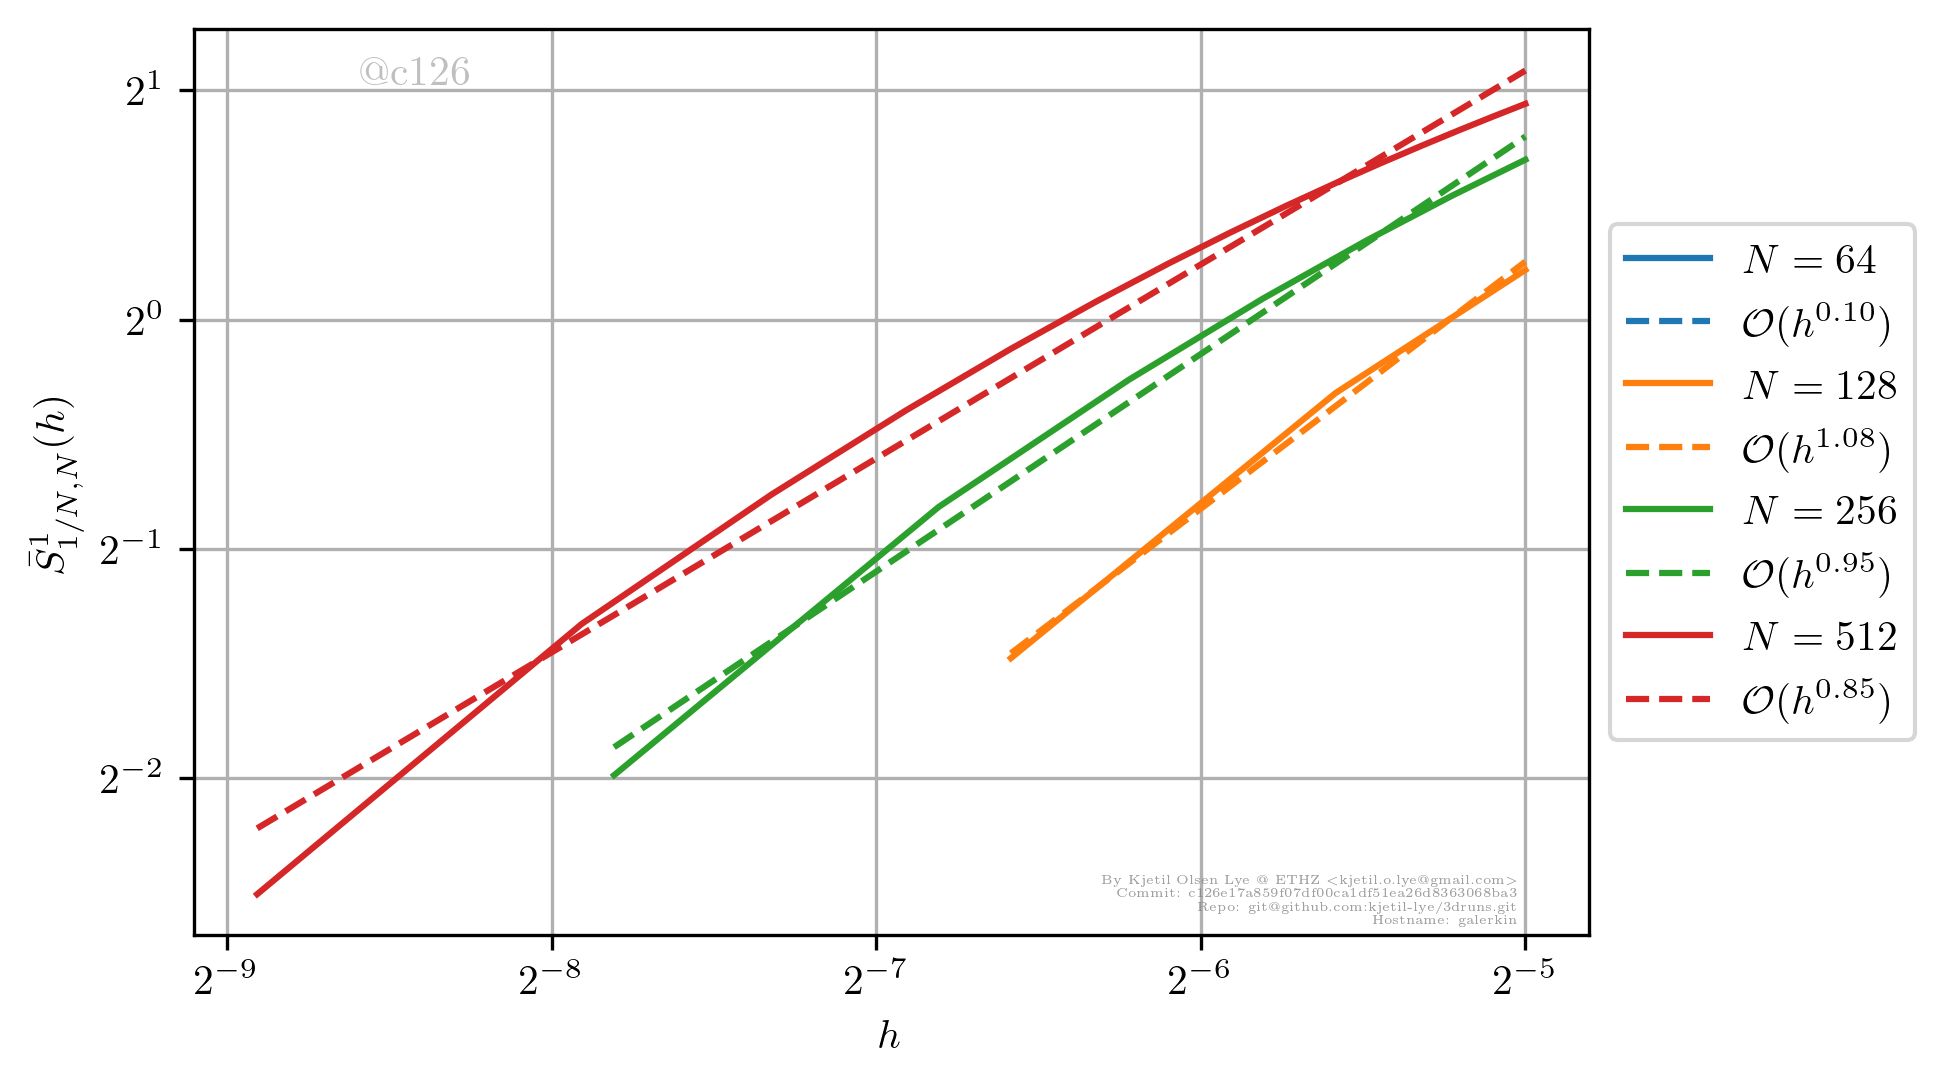 @c126
2^1
2^0
2^{-1}
2^{-2}
\bar{S}^1_{1/N,N}(h)
2^{-9} 2^{-8} 2^{-7} 2^{-6} 2^{-5}
h
By Kjetil Olsen Lye @ ETHZ <kjetil.o.lye@gmail.com>
Commit: c126e17a859f07df00ca1df51ea26d8363068ba3
Repo: git@github.com:kjetil-lye/3druns.git
Hostname: galerkin
N = 64
O(h^{0.10})
N = 128
O(h^{1.08})
N = 256
O(h^{0.95})
N = 512
O(h^{0.85})